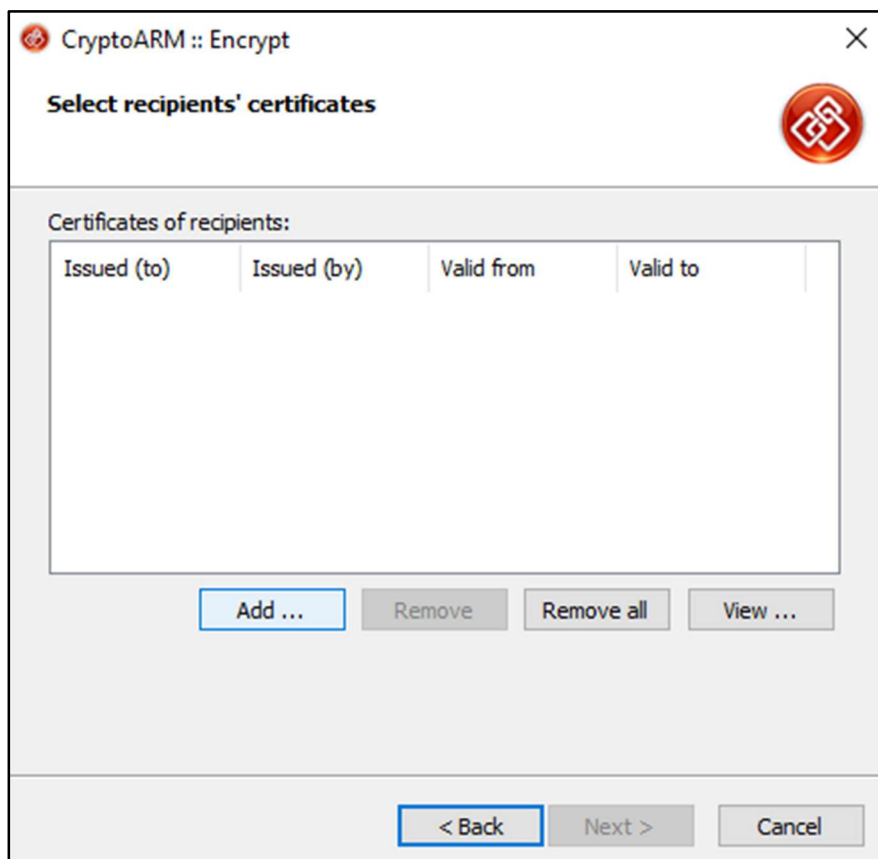 CryptoARM :: Encrypt
Select recipients' certificates
Certificates of recipients:
Issued (to) Issued (by) Valid from Valid to
Add ... Remove Remove all View ...
< Back Next > Cancel